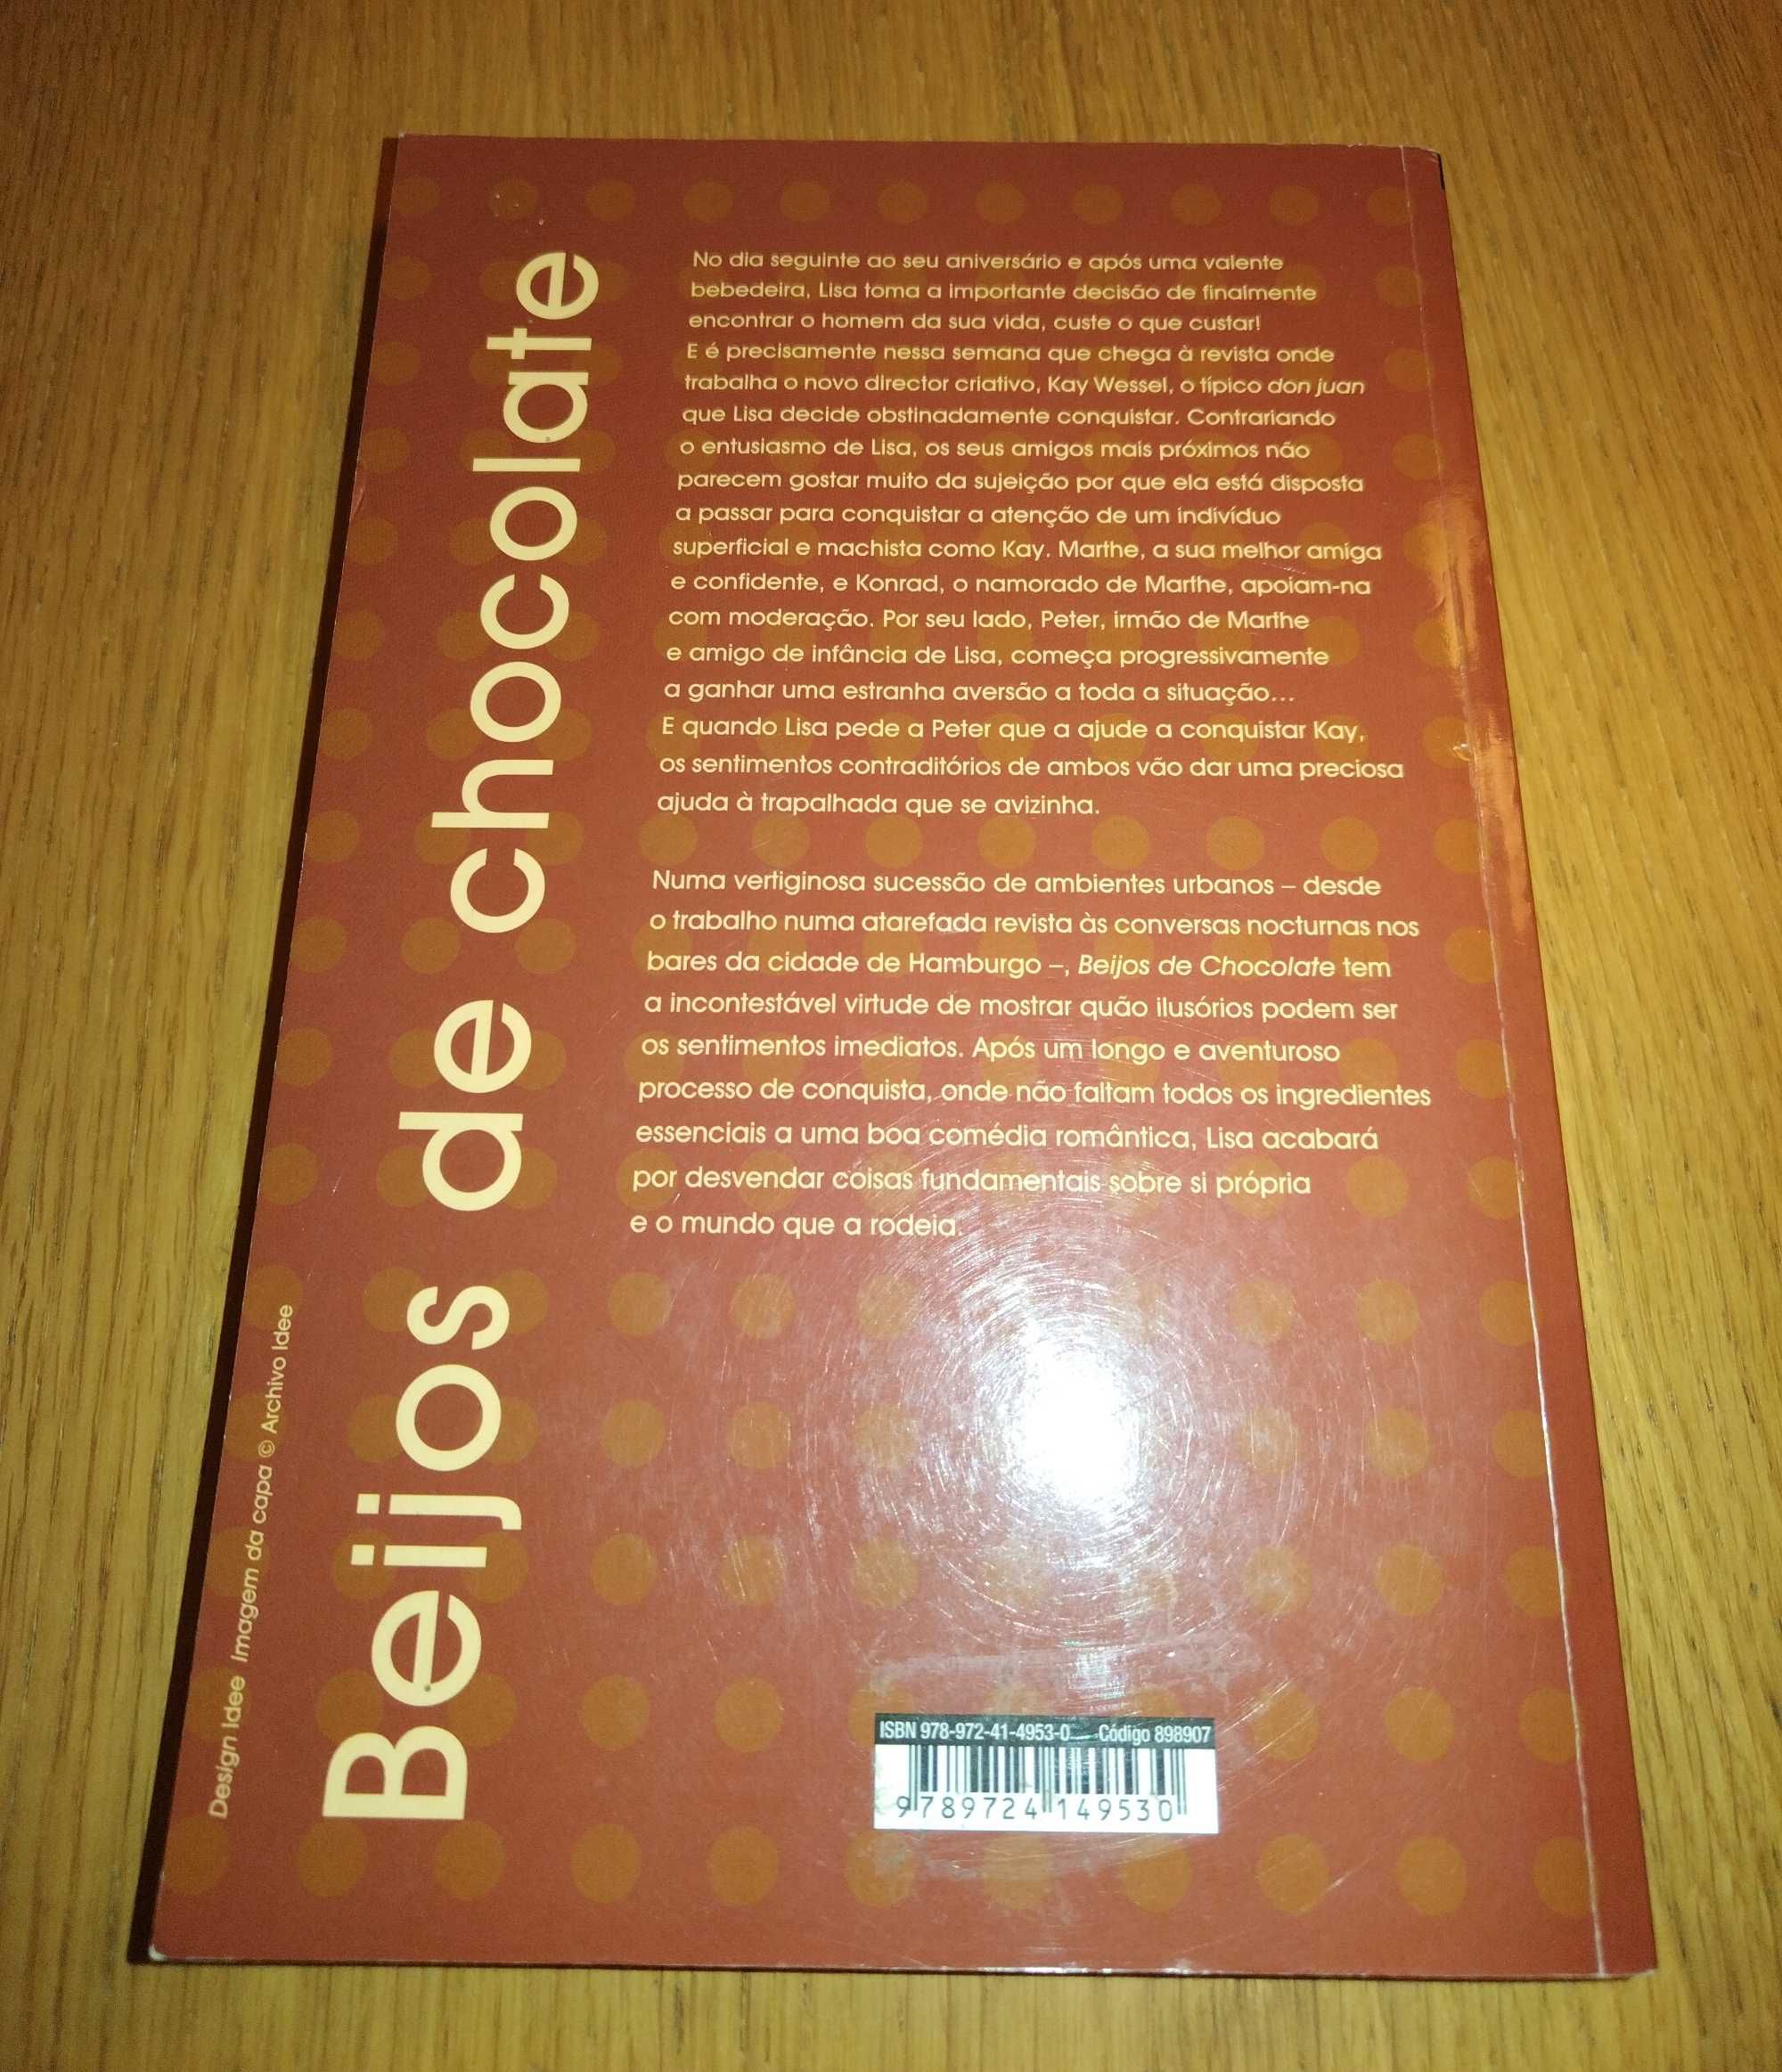 Beijos de chocolate
No dia seguinte ao seu aniversário e após uma valente
bebedeira, Lisa toma a importante decisão de finalmente
encontrar o homem da sua vida, custe o que custar!
E é precisamente nessa semana que chega à revista onde
trabalha o novo director criativo, Kay Wessel, o típico don juan
que Lisa decide obstinadamente conquistar. Contrariando
o entusiasmo de Lisa, os seus amigos mais próximos não
parecem gostar muito da sujeição por que ela está disposta
a passar para conquistar a atenção de um indivíduo
superficial e machista como Kay. Marthe, a sua melhor amiga
e confidente, e Konrad, o namorado de Marthe, apoiam-na
com moderação. Por seu lado, Peter, irmão de Marthe
e amigo de infância de Lisa, começa progressivamente
a ganhar uma estranha aversão a toda a situação...
E quando Lisa pede a Peter que a ajude a conquistar Kay,
os sentimentos contraditórios de ambos vão dar uma preciosa
ajuda à trapalhada que se avizinha.
Numa vertiginosa sucessão de ambientes urbanos – desde
o trabalho numa atarefada revista às conversas nocturnas nos
bares da cidade de Hamburgo –, Beijos de Chocolate tem
a incontestável virtude de mostrar quão ilusórios podem ser
os sentimentos imediatos. Após um longo e aventuroso
processo de conquista, onde não faltam todos os ingredientes
essenciais a uma boa comédia romântica, Lisa acabará
por desvendar coisas fundamentais sobre si própria
e o mundo que a rodeia.
Design Idee Imagem da capa © Archivo Idee
ISBN 978-972-41-4953-0 Código 898907
9 789724 149530